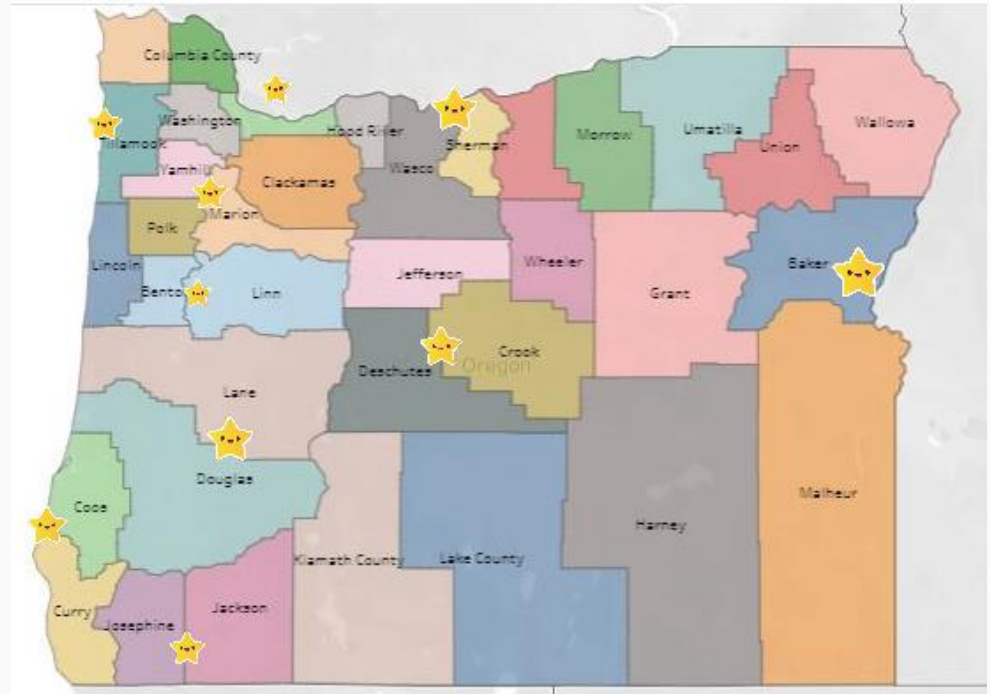 Columbia County
Washington
Tillamook
Hood River
Sherman
Morrow
Umatilla
Union
Wallowa
Yamhill
Clackamas
Wasco
Marion
Polk
Lincoln
Bento
Linn
Jefferson
Wheeler
Grant
Baker
Deschutes
Crook
Oregon
Lane
Douglas
Coos
Malheur
Harney
Klamath County
Lake County
Curry
Josephine
Jackson